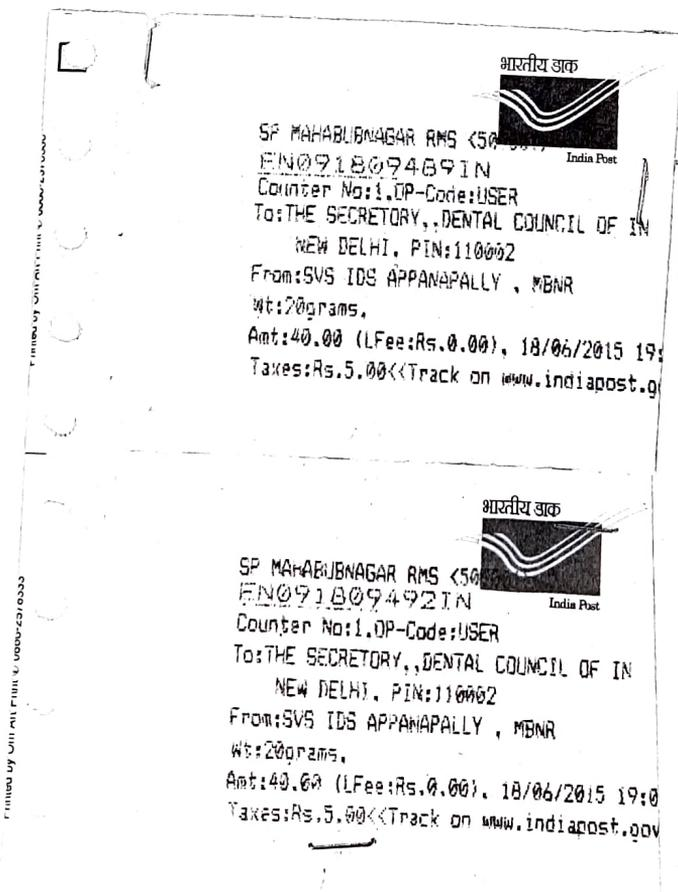 भारतीय डाक
India Post
SP MAHABUBNAGAR RMS <50
EN091809489IN
Counter No:1,OP-Code:USER
To:THE SECRETORY,,DENTAL COUNCIL OF IN
NEW DELHI, PIN:110002
From:SVS IDS APPANAPALLY , MBNR
Wt:20grams,
Amt:40.00 (LFee:Rs.0.00), 18/06/2015 19:
Taxes:Rs.5.00<<Track on www.indiapost.g
भारतीय डाक
India Post
SP MAHABUBNAGAR RMS <50
EN091809492IN
Counter No:1,OP-Code:USER
To:THE SECRETORY,,DENTAL COUNCIL OF IN
NEW DELHI, PIN:110002
From:SVS IDS APPANAPALLY , MBNR
Wt:20grams,
Amt:40.00 (LFee:Rs.0.00), 18/06/2015 19:0
Taxes:Rs.5.00<<Track on www.indiapost.gov